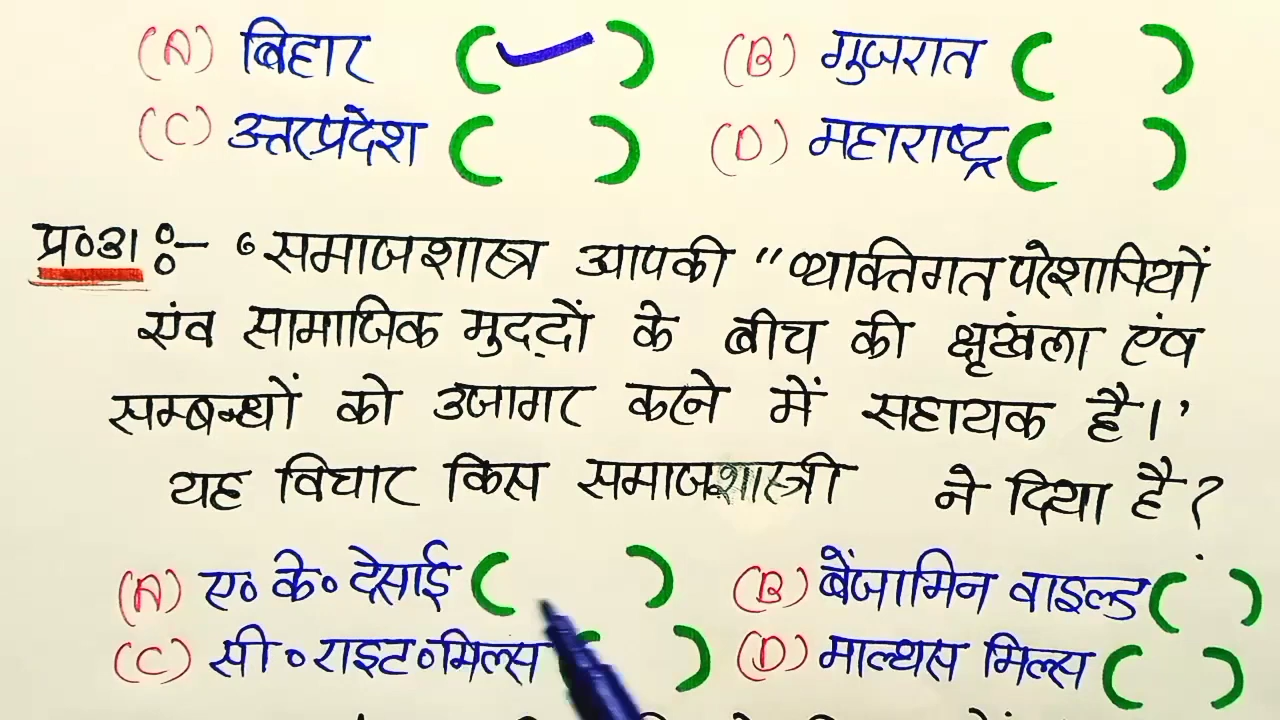 (A) बिहार ( ✓ ) (B) गुजरात ( )
(C) उत्तरप्रदेश ( ) (D) महाराष्ट्र ( )
प्र०31 :- ‘समाजशास्त्र आपकी “व्यक्तिगत परेशानियों
एंव सामाजिक मुद्दों के बीच की श्रृखंला एंव
सम्बन्धों को उजागर करने में सहायक है।’
यह विचार किस समाजशास्त्री ने दिया है?
(A) ए० के० देसाई ( ) (B) बेंजामिन वाइल्ड ( )
(C) सी० राइट० मिल्स ( ) (D) माल्थस मिल्स ( )